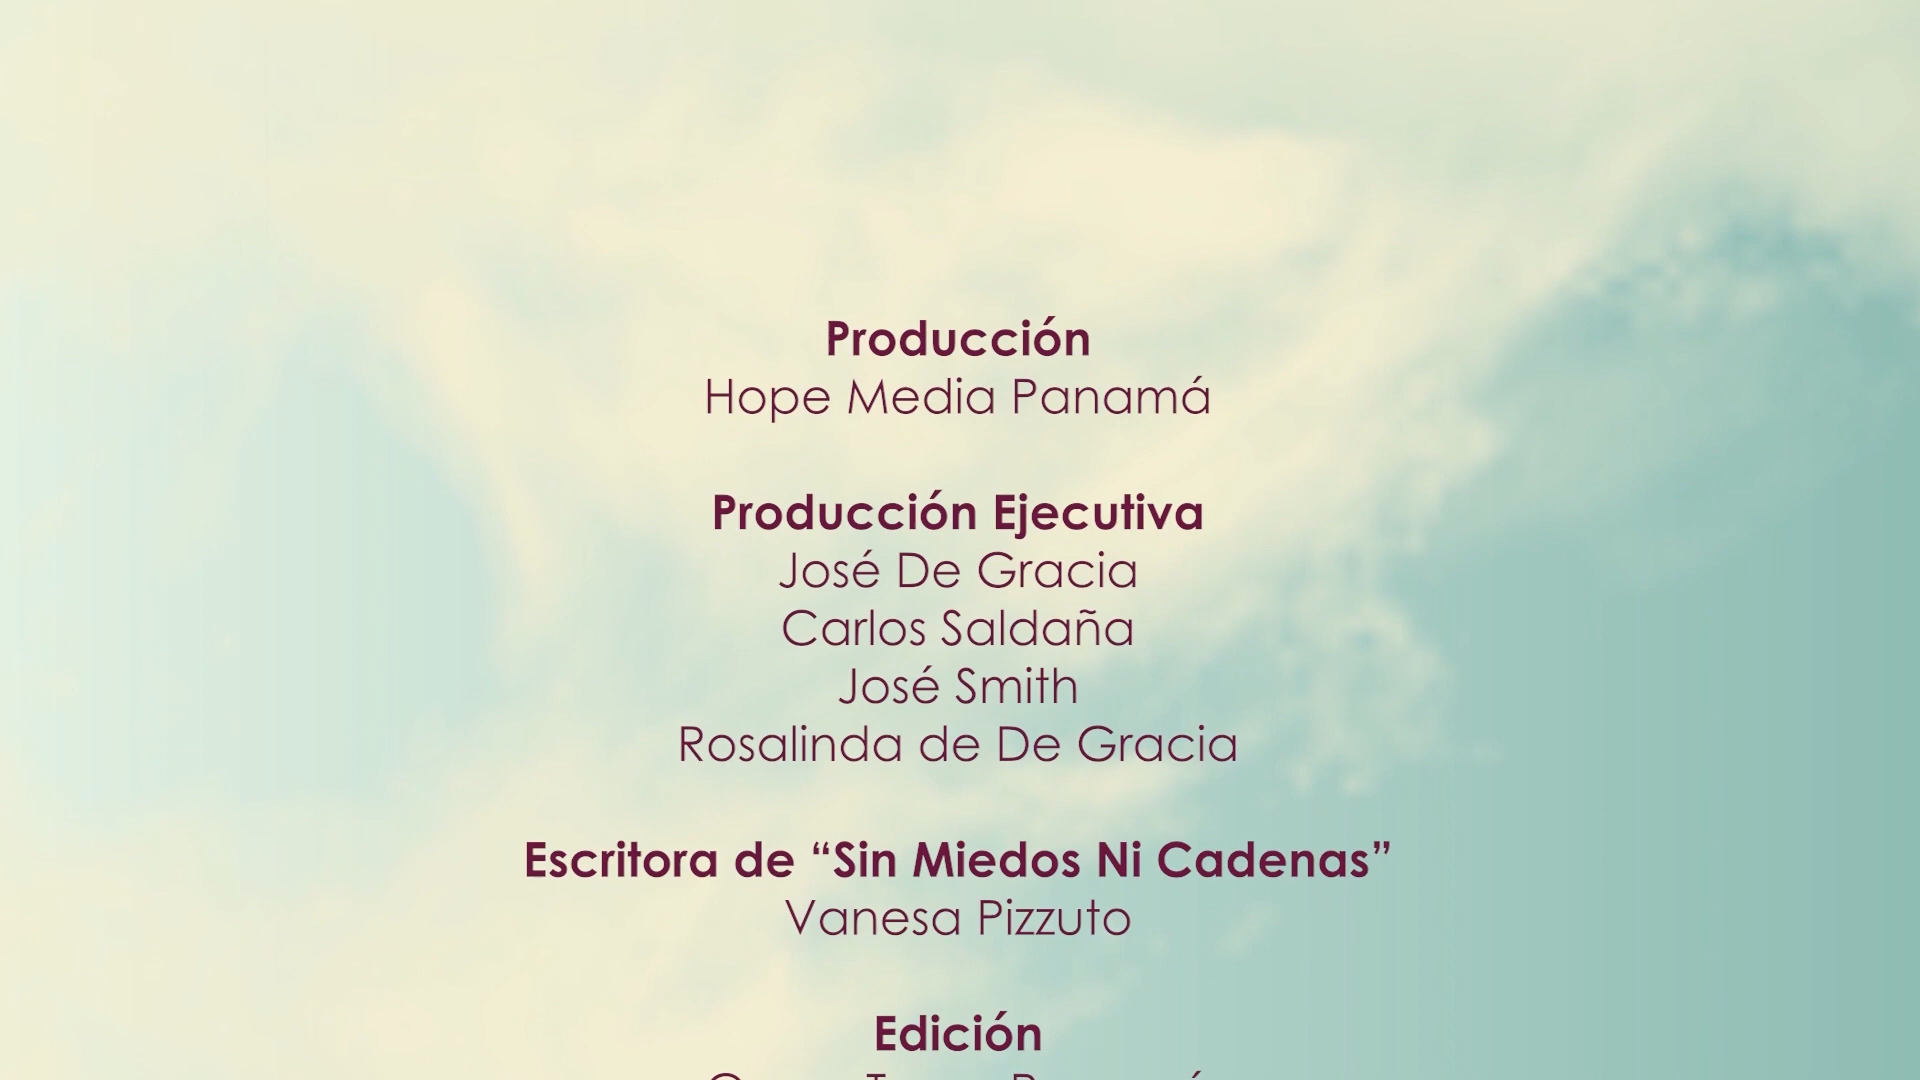 Producción
Hope Media Panamá
Producción Ejecutiva
José De Gracia
Carlos Saldaña
José Smith
Rosalinda de De Gracia
Escritora de “Sin Miedos Ni Cadenas”
Vanesa Pizzuto
Edición